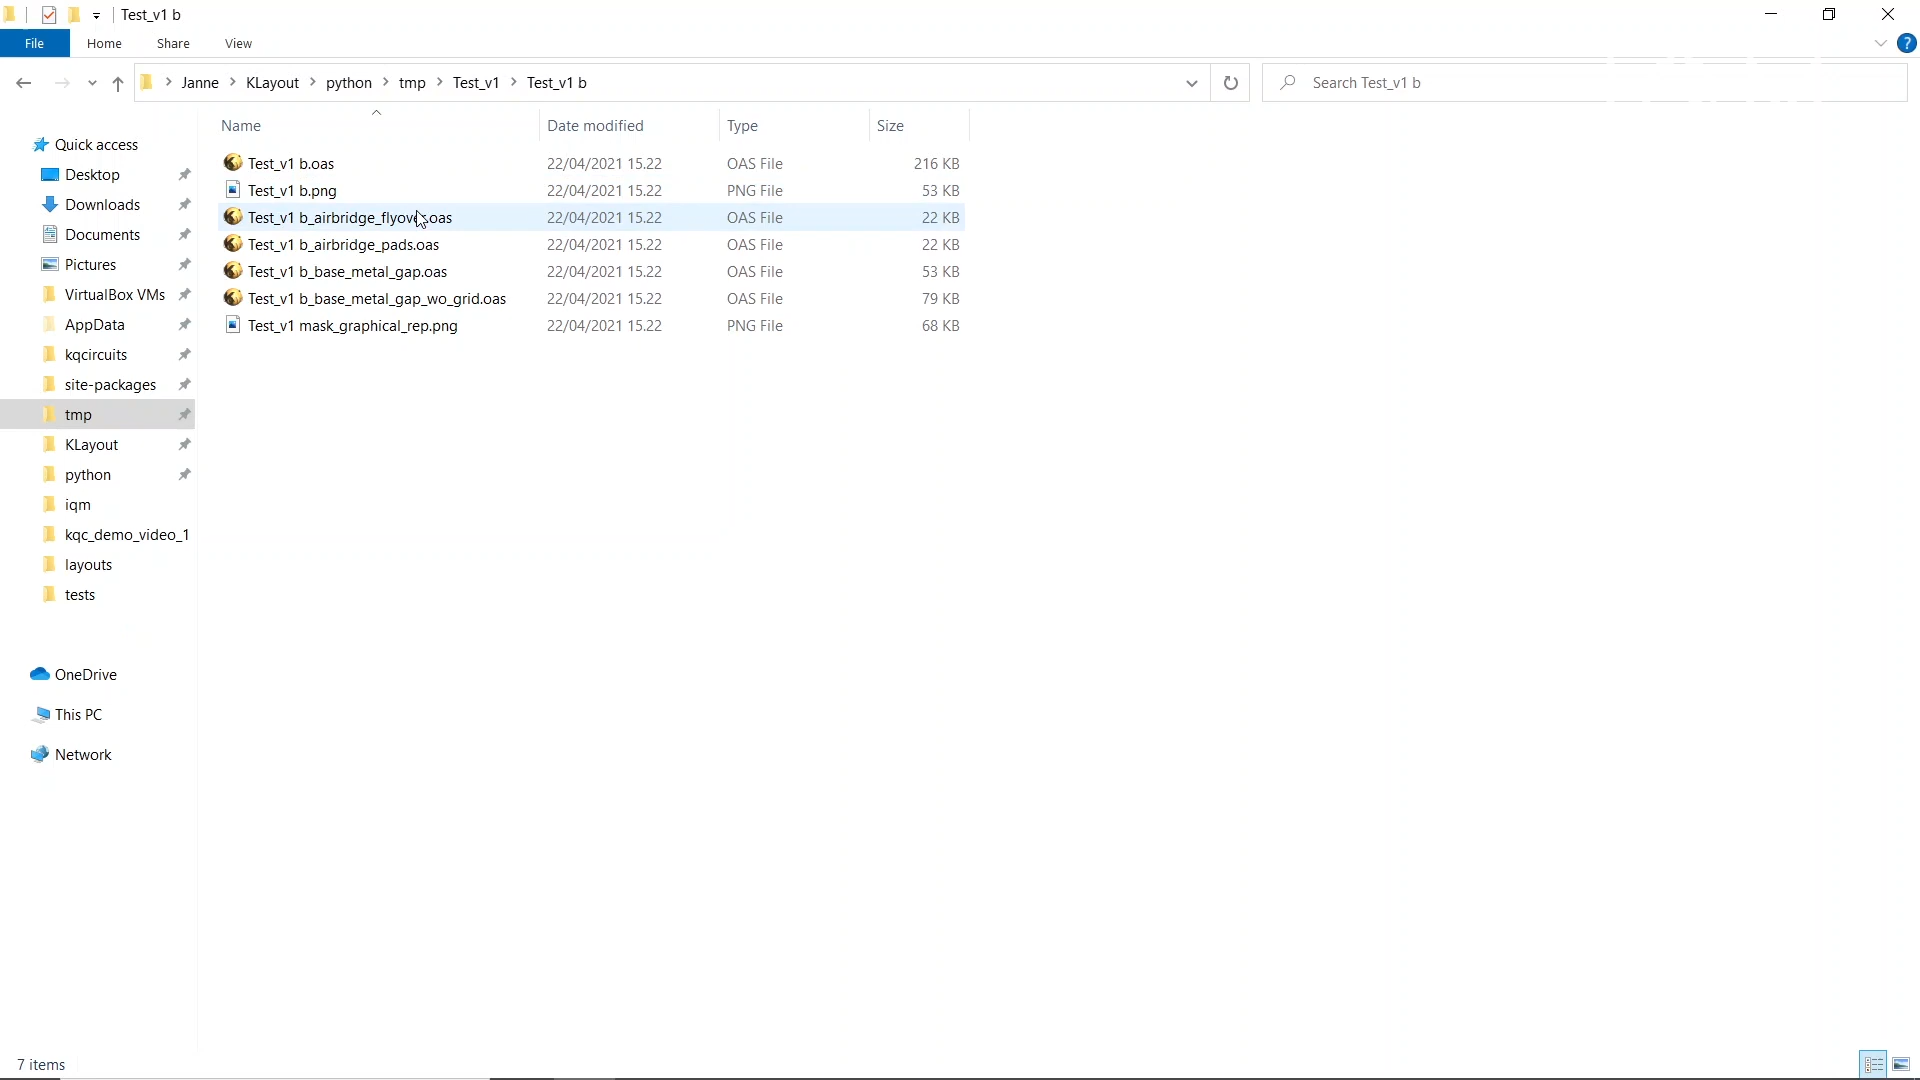 Test_v1 b
File Home Share View
Janne KLayout python tmp Test_v1 Test_v1 b
Search Test_v1 b
Name Date modified Type Size
Quick access
Desktop
Downloads
Documents
Pictures
VirtualBox VMs
AppData
kqcircuits
site-packages
tmp
KLayout
python
iqm
kqc_demo_video_1
layouts
tests
OneDrive
This PC
Network
Test_v1 b.oas 22/04/2021 15.22 OAS File 216 KB
Test_v1 b.png 22/04/2021 15.22 PNG File 53 KB
Test_v1 b_airbridge_flyover.oas 22/04/2021 15.22 OAS File 22 KB
Test_v1 b_airbridge_pads.oas 22/04/2021 15.22 OAS File 22 KB
Test_v1 b_base_metal_gap.oas 22/04/2021 15.22 OAS File 53 KB
Test_v1 b_base_metal_gap_wo_grid.oas 22/04/2021 15.22 OAS File 79 KB
Test_v1 mask_graphical_rep.png 22/04/2021 15.22 PNG File 68 KB
7 items